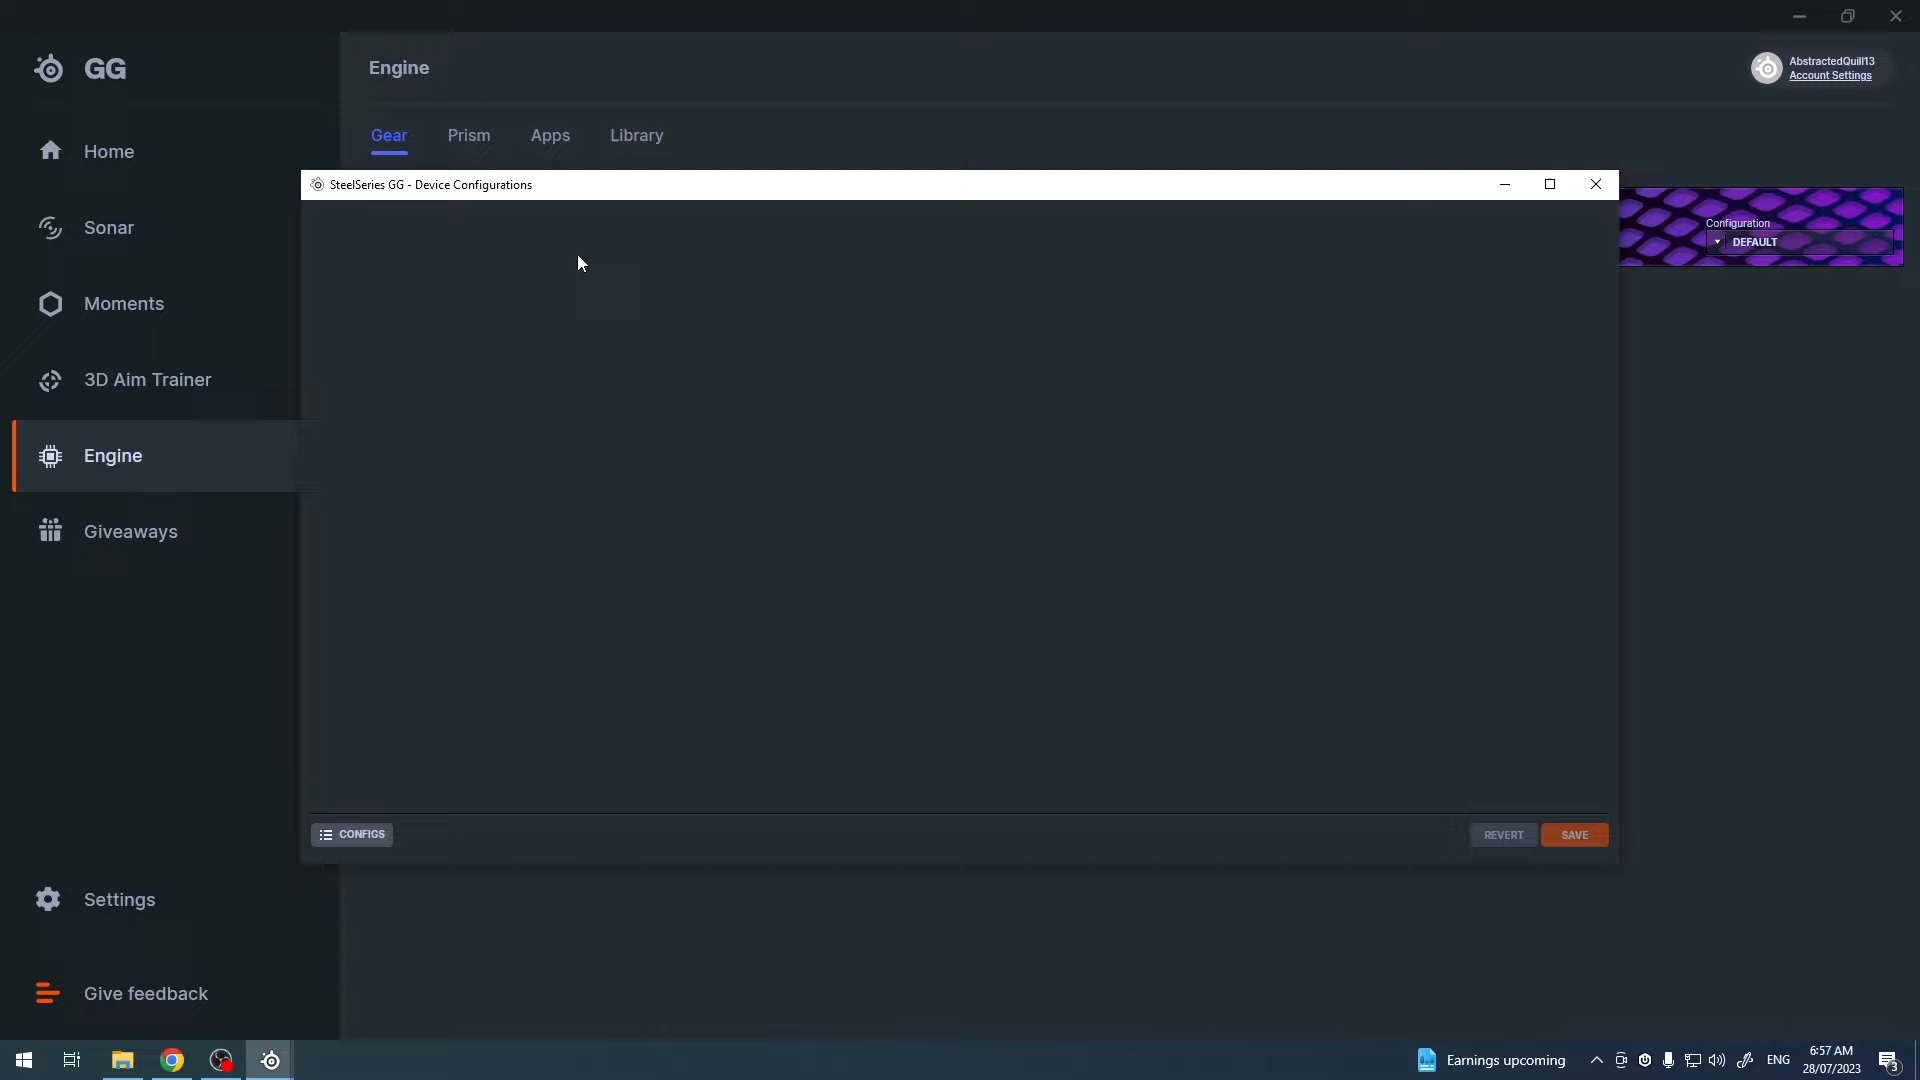 GG
Engine
AbstractedQuill13
Account Settings
Gear
Prism
Apps
Library
Home
SteelSeries GG - Device Configurations
Sonar
Configuration
DEFAULT
Moments
3D Aim Trainer
Engine
Giveaways
CONFIGS
REVERT
SAVE
Settings
Give feedback
Earnings upcoming
ENG
6:57 AM
28/07/2023
3